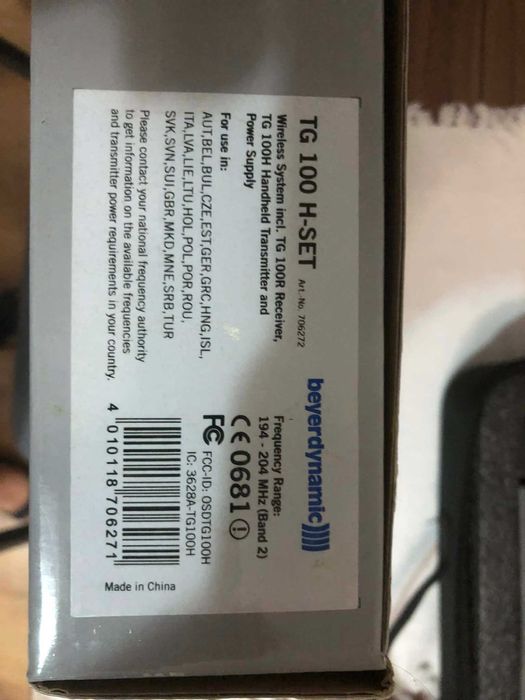 TG 100 H-SET Art.-No. 706272
Wireless System incl. TG 100R Receiver,
TG 100H Handheld Transmitter and
Power Supply
For use in:
AUT,BEL,BUL,CZE,EST,GER,GRC,HNG,ISL,
ITA,LVA,LIE,LTU,HOL,POL,POR,ROU,
SVK,SVN,SUI,GBR,MKD,MNE,SRB,TUR
Please contact your national frequency authority
to get information on the available frequencies
and transmitter power requirements in your country.
beyerdynamic
Frequency Range:
194 - 204 MHz (Band 2)
CE 0681
FC FCC-ID: OSDTG100H
IC: 3628A-TG100H
4 010118 706271
Made in China